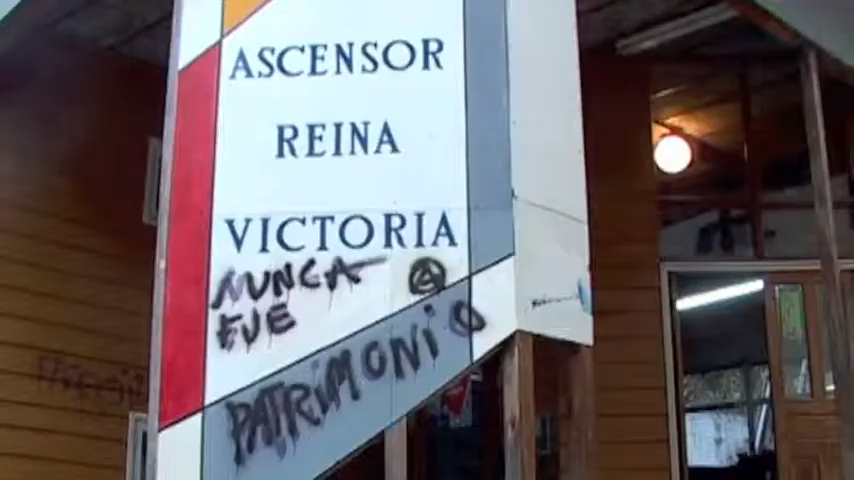 ASCENSOR
REINA
VICTORIA
NUNCA
FUE
PATRIMONIO